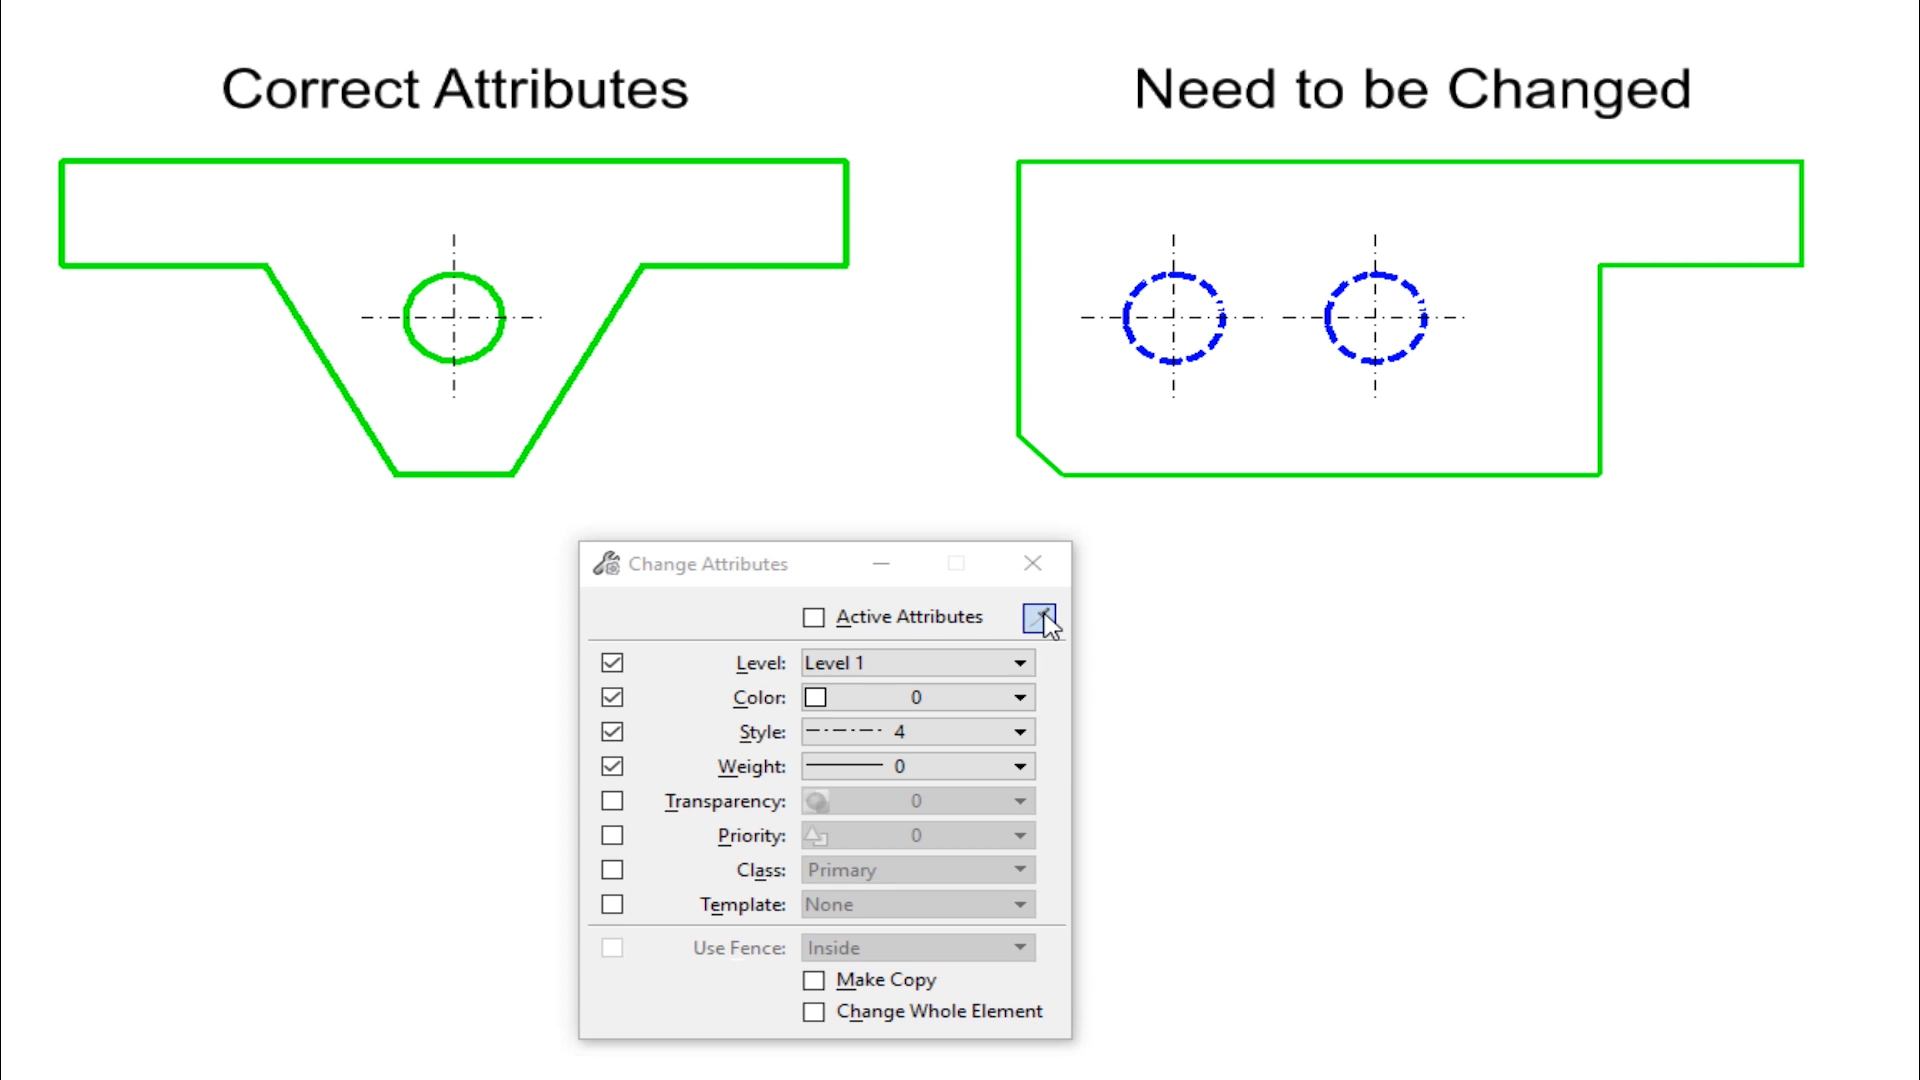 Correct Attributes
Need to be Changed
Change Attributes
Active Attributes
Level: Level 1
Color: 0
Style: 4
Weight: 0
Transparency: 0
Priority: 0
Class: Primary
Template: None
Use Fence: Inside
Make Copy
Change Whole Element